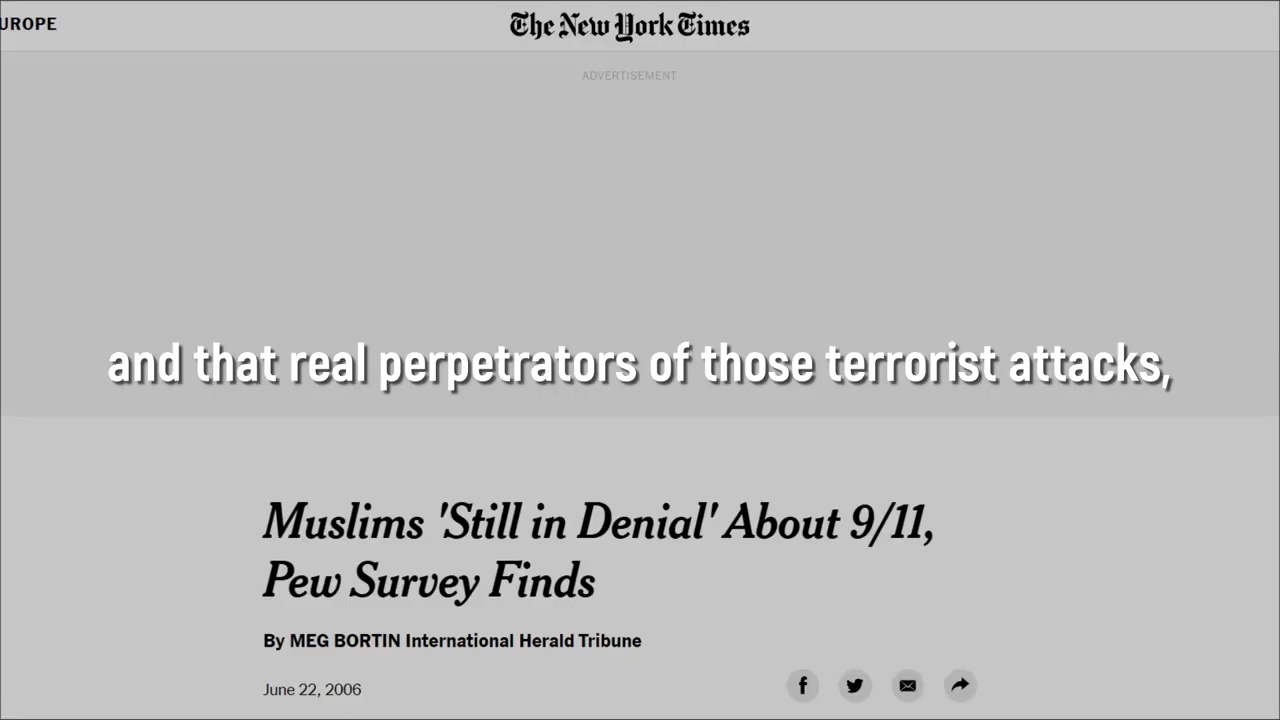 UROPE
The New York Times
ADVERTISEMENT
and that real perpetrators of those terrorist attacks,
Muslims 'Still in Denial' About 9/11,
Pew Survey Finds
By MEG BORTIN International Herald Tribune
June 22, 2006